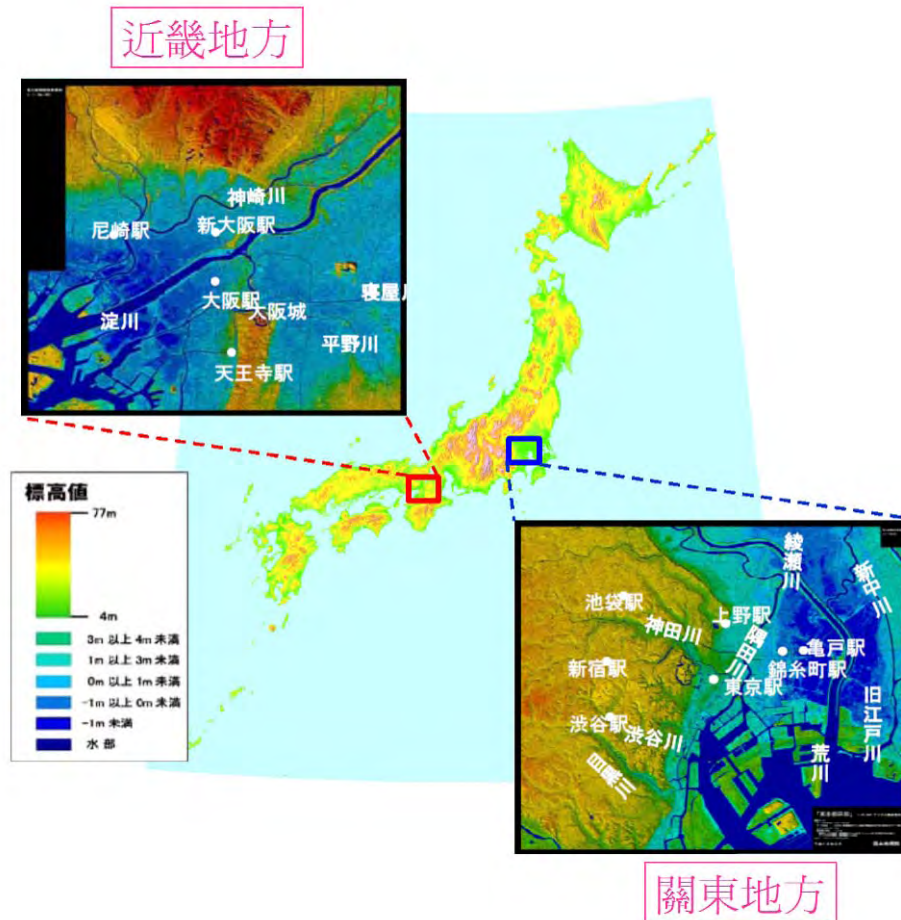 近畿地方
神崎川
尼崎駅
新大阪駅
大阪駅
大阪城
寝屋川
淀川
平野川
天王寺駅
標高値
77m
4m
3m 以上 4m 未満
1m 以上 3m 未満
0m 以上 1m 未満
-1m 以上 0m 未満
-1m 未満
水部
綾瀬川
新中川
池袋駅
上野駅
神田川
隅田川
亀戸駅
錦糸町駅
新宿駅
東京駅
旧江戸川
渋谷駅
渋谷川
荒川
目黒川
關東地方